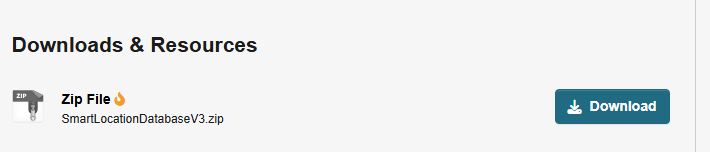 Downloads & Resources
ZIP
Zip File
SmartLocationDatabaseV3.zip
Download